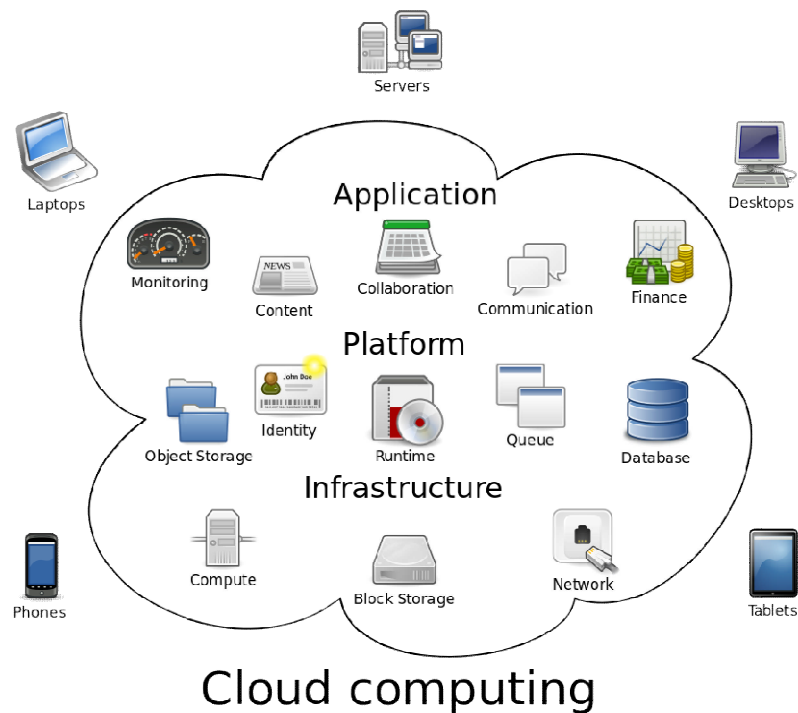 Servers
Laptops
Desktops
Application
Monitoring
NEWS
Content
Collaboration
Communication
Finance
Platform
John Doe
Object Storage
Identity
Runtime
Queue
Database
Infrastructure
Compute
Block Storage
Network
Phones
Tablets
Cloud computing